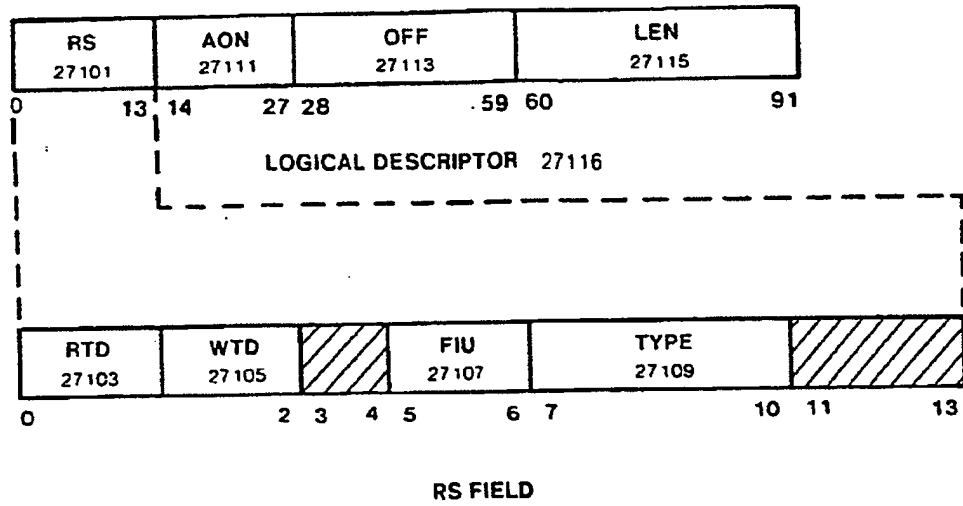 RS AON OFF LEN
27101 27111 27113 27115
0 13 14 27 28 59 60 91
LOGICAL DESCRIPTOR 27116
RTD WTD FIU TYPE
27103 27105 27107 27109
0 2 3 4 5 6 7 10 11 13
RS FIELD